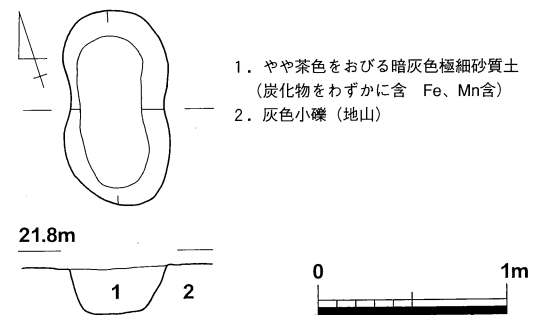 1．やや茶色をおびる暗灰色極細砂質土
（炭化物をわずかに含　Fe、Mn含）
2．灰色小礫（地山）
21.8m
1
2
0
1m